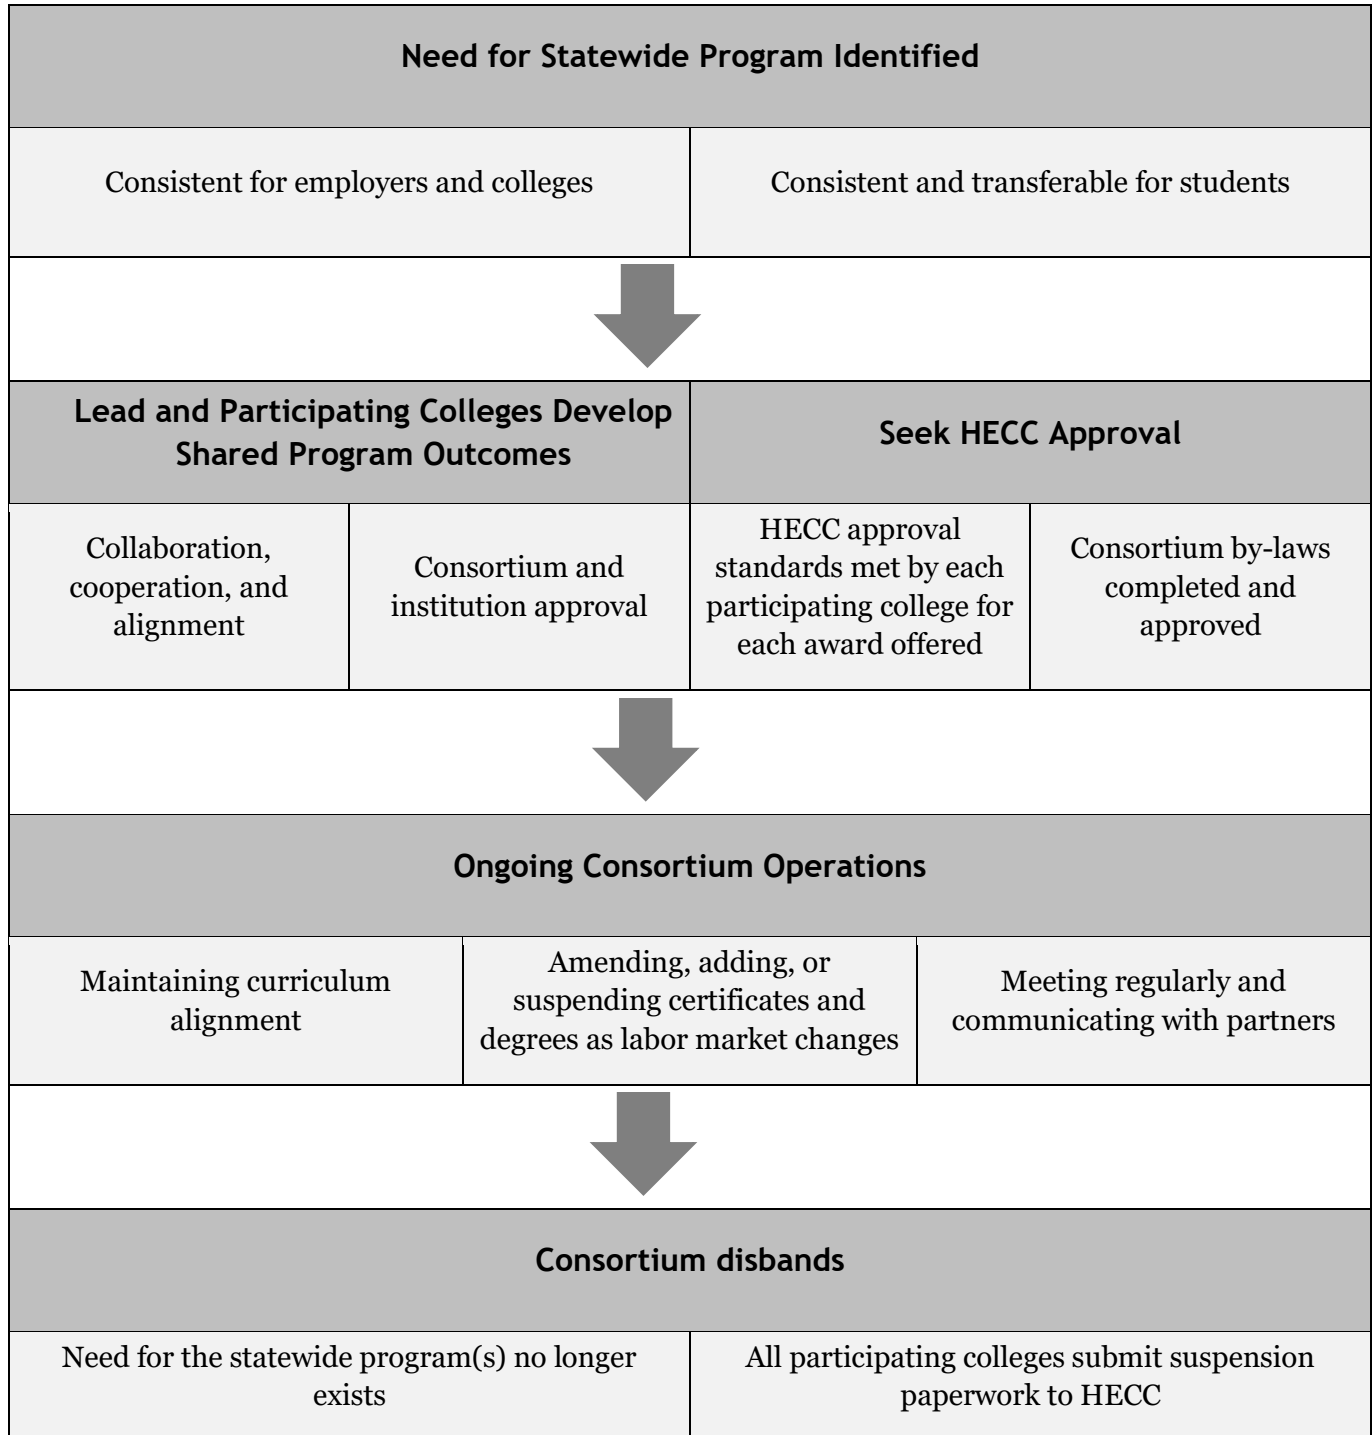 Need for Statewide Program Identified
Consistent for employers and colleges
Consistent and transferable for students
Lead and Participating Colleges Develop
Shared Program Outcomes
Seek HECC Approval
Collaboration,
cooperation, and
alignment
Consortium and
institution approval
HECC approval
standards met by each
participating college for
each award offered
Consortium by-laws
completed and
approved
Ongoing Consortium Operations
Maintaining curriculum
alignment
Amending, adding, or
suspending certificates and
degrees as labor market changes
Meeting regularly and
communicating with partners
Consortium disbands
Need for the statewide program(s) no longer
exists
All participating colleges submit suspension
paperwork to HECC